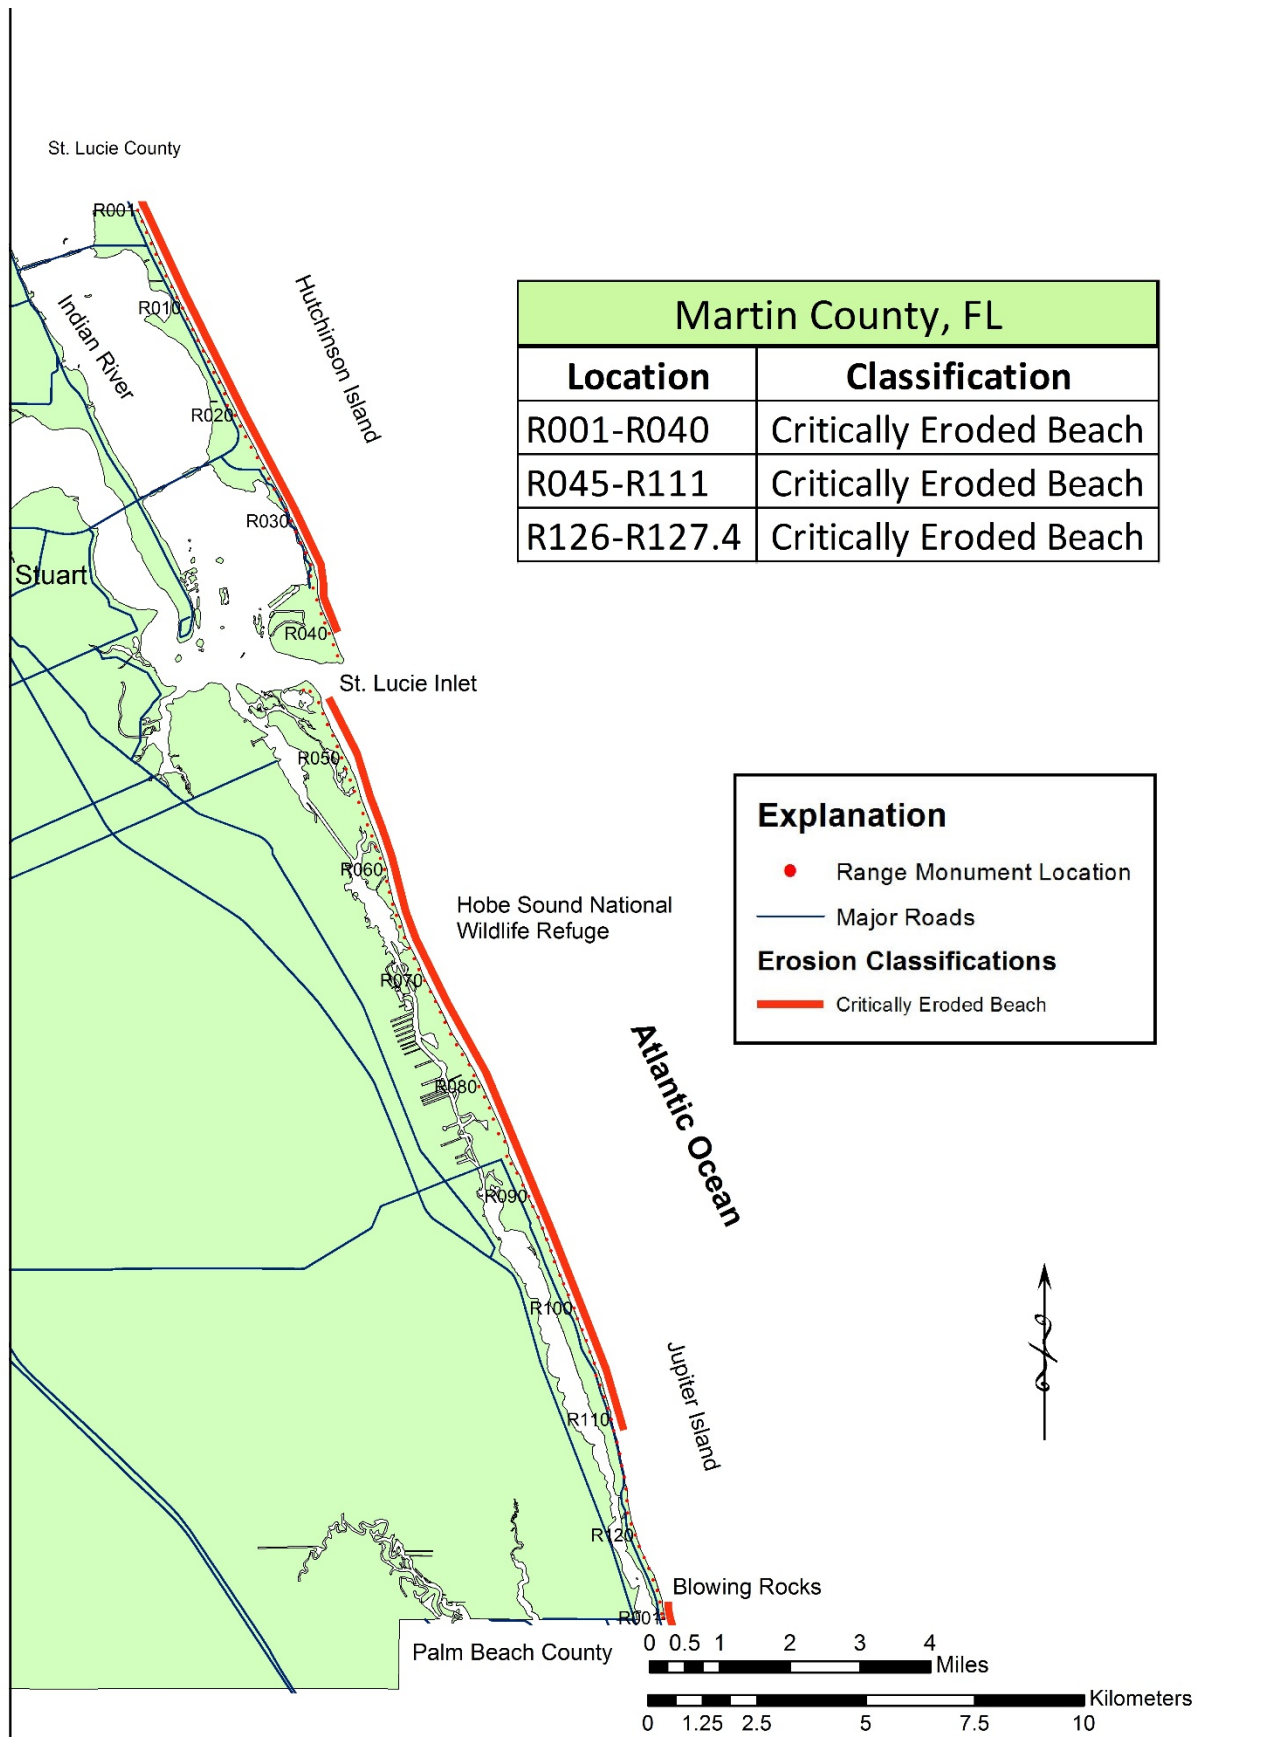 St. Lucie County
R001
Hutchinson Island
Indian River
R010
R020
R030
Stuart
R040
St. Lucie Inlet
R050
R060
Hobe Sound National
Wildlife Refuge
R070
R080
Atlantic Ocean
R090
R100
Jupiter Island
R110
R120
Blowing Rocks
R001
Palm Beach County
Martin County, FL
Location Classification
R001-R040 Critically Eroded Beach
R045-R111 Critically Eroded Beach
R126-R127.4 Critically Eroded Beach
Explanation
Range Monument Location
Major Roads
Erosion Classifications
Critically Eroded Beach
0 0.5 1 2 3 4
Miles
Kilometers
0 1.25 2.5 5 7.5 10